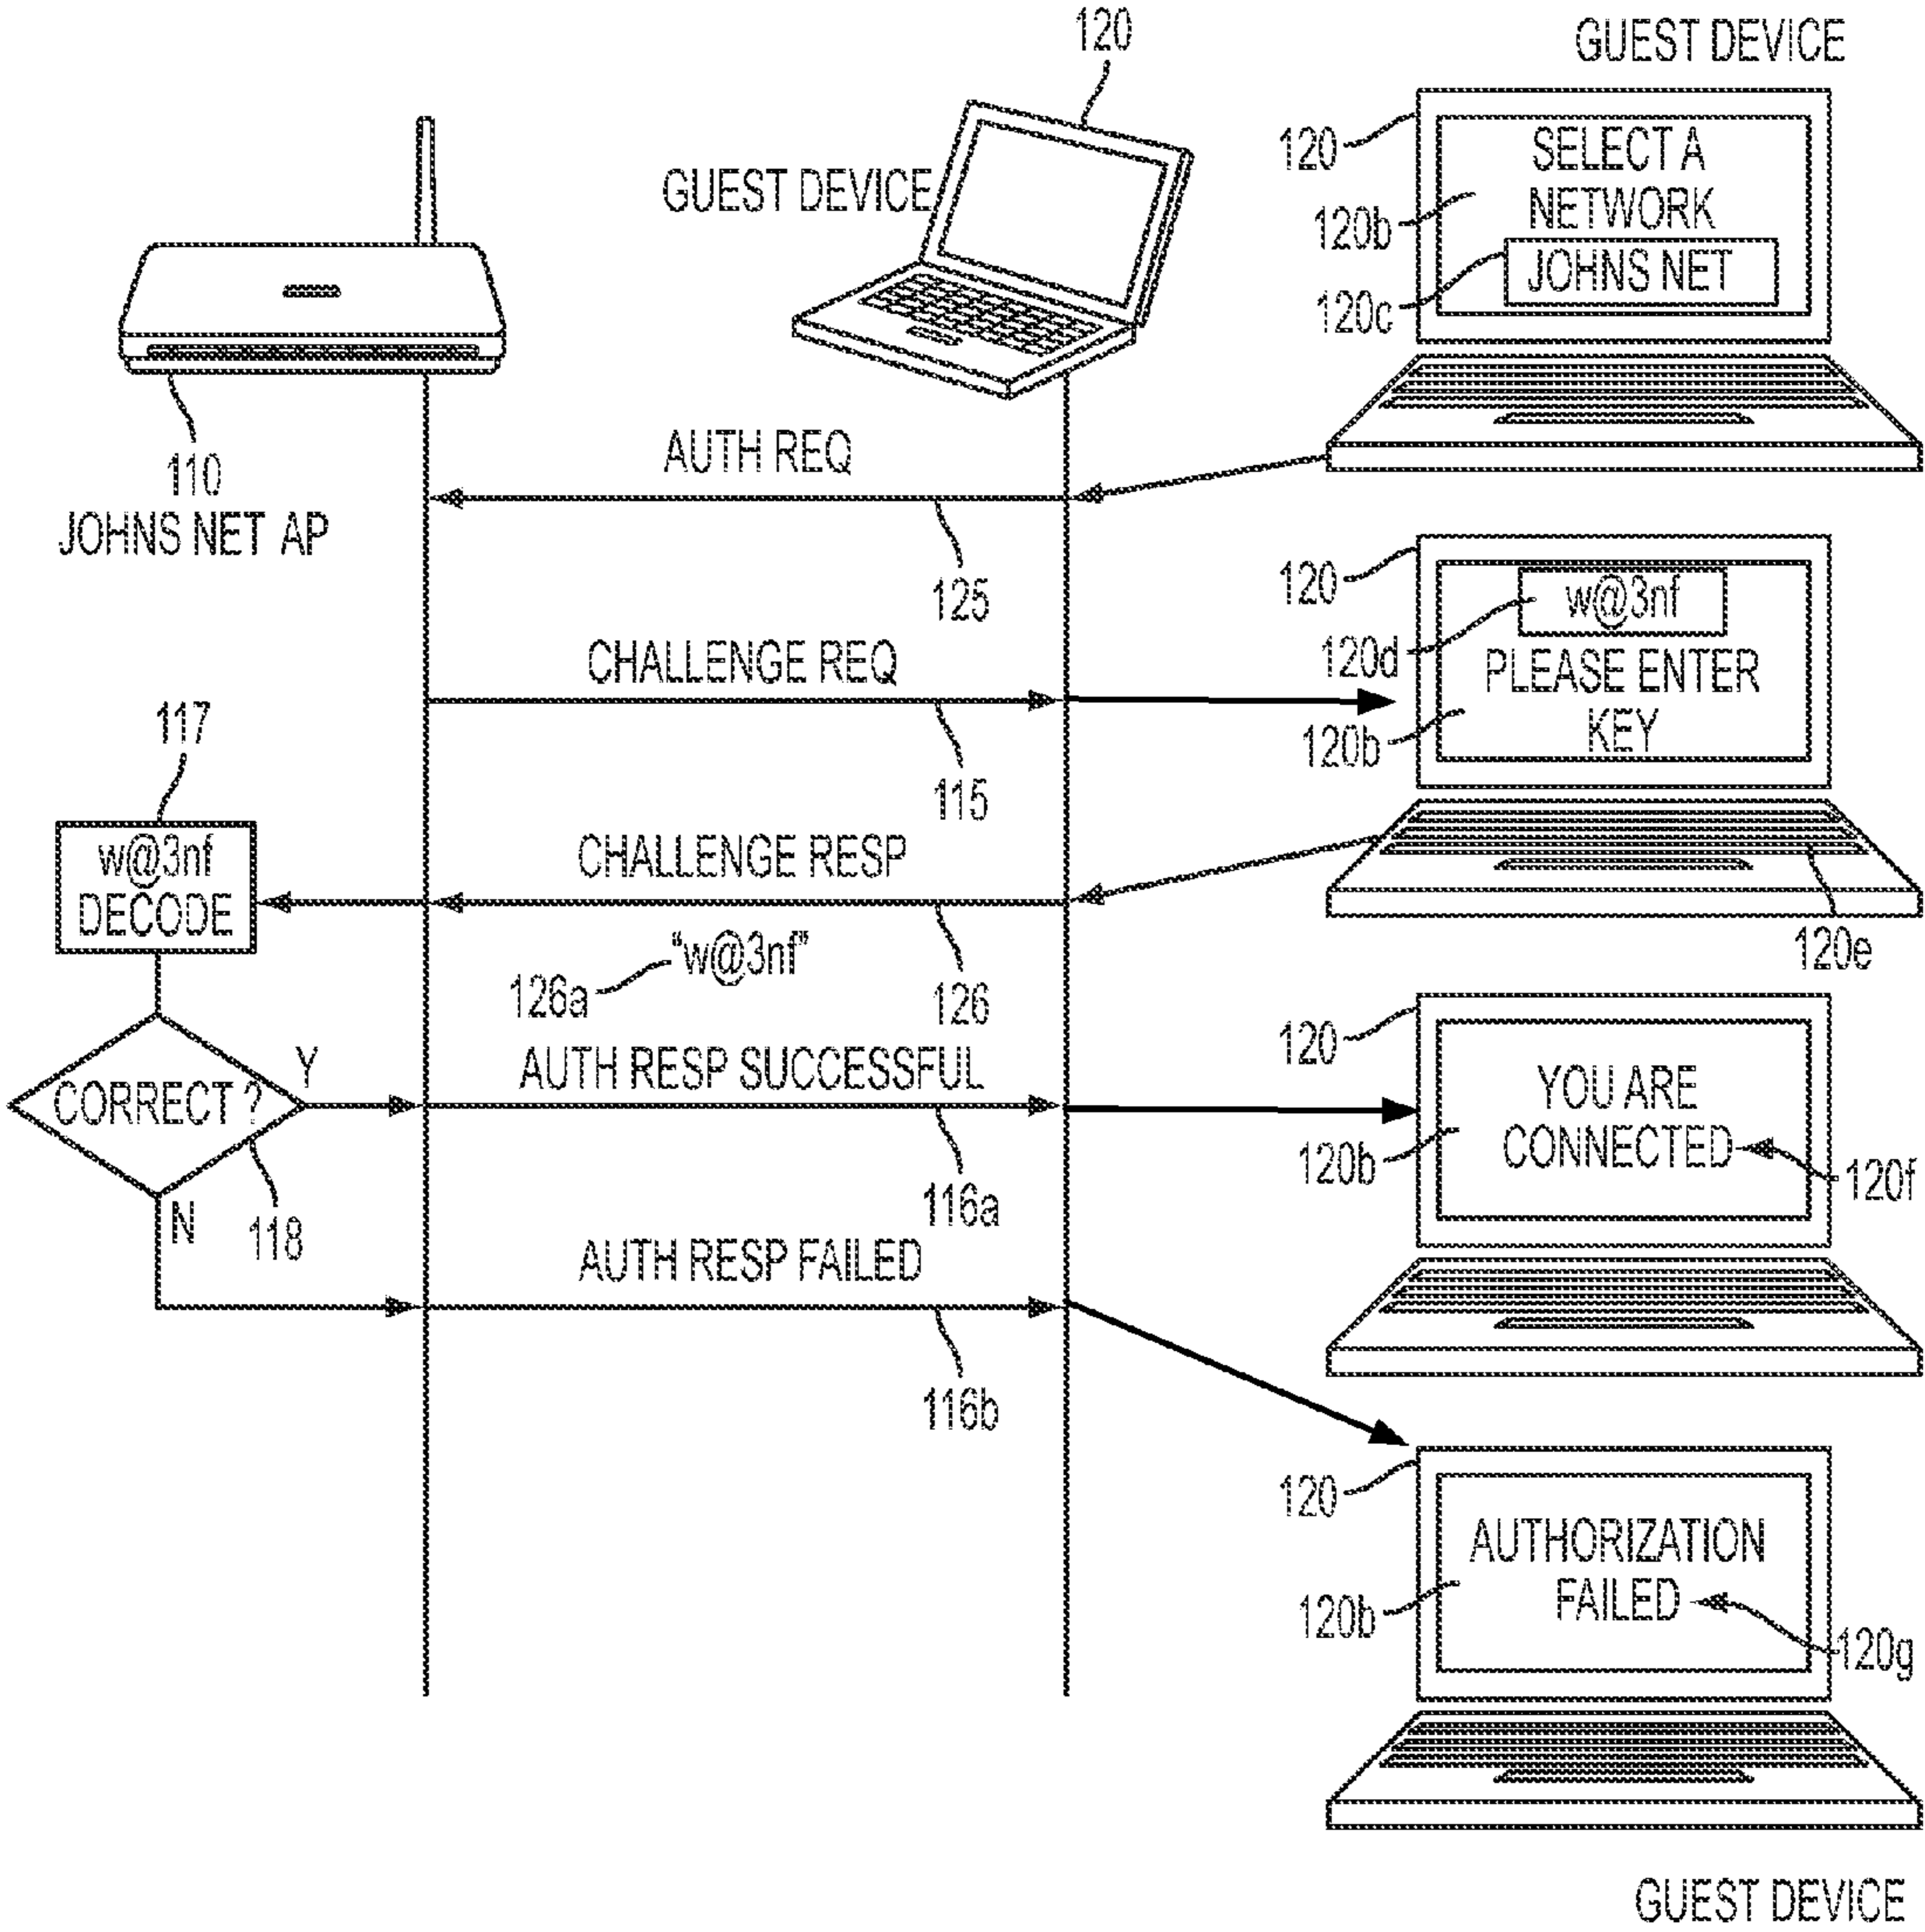 GUEST DEVICE
120
GUEST DEVICE
120
SELECT A
NETWORK
120b
JOHNS NET
120c
110
JOHNS NET AP
AUTH REQ
125
120
w@3nf
120d
PLEASE ENTER
KEY
120b
CHALLENGE REQ
115
117
w@3nf
DECODE
CHALLENGE RESP
"w@3nf"
126a
126
120e
CORRECT ?
Y
N
118
AUTH RESP SUCCESSFUL
116a
120
YOU ARE
CONNECTED
120b
120f
AUTH RESP FAILED
116b
120
AUTHORIZATION
FAILED
120b
120g
GUEST DEVICE